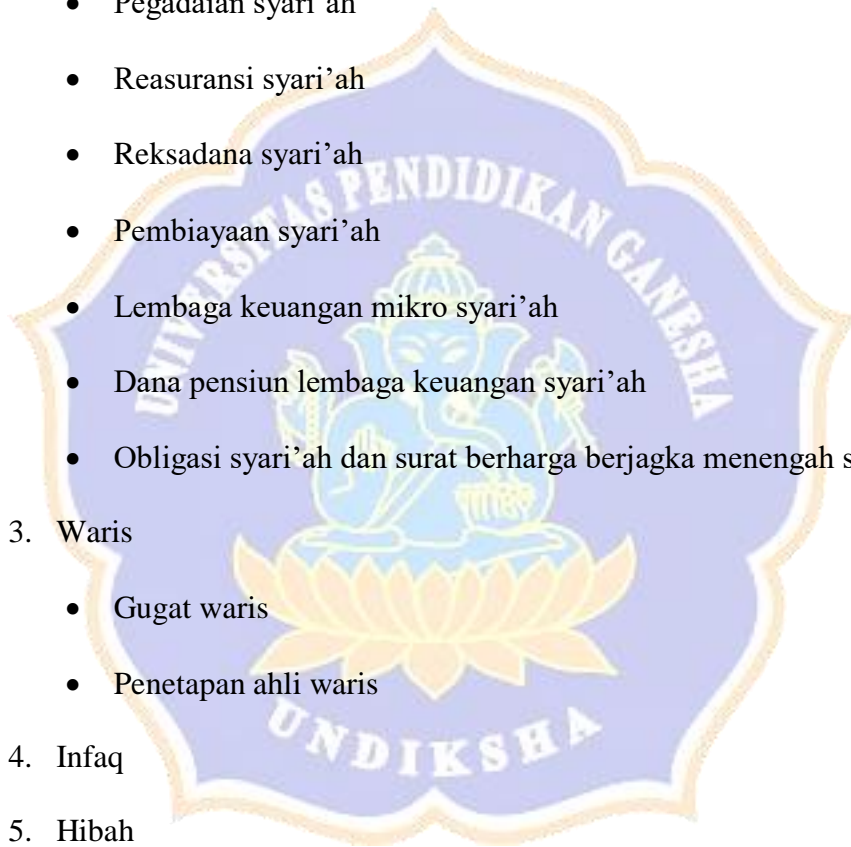 • Pegadaian syari’ah
• Reasuransi syari’ah
• Reksadana syari’ah
• Pembiayaan syari’ah
• Lembaga keuangan mikro syari’ah
• Dana pensiun lembaga keuangan syari’ah
• Obligasi syari’ah dan surat berharga berjagka menengah
3. Waris
• Gugat waris
• Penetapan ahli waris
4. Infaq
5. Hibah
UNIVERSITAS PENDIDIKAN GANESHA
UNDIKSHA